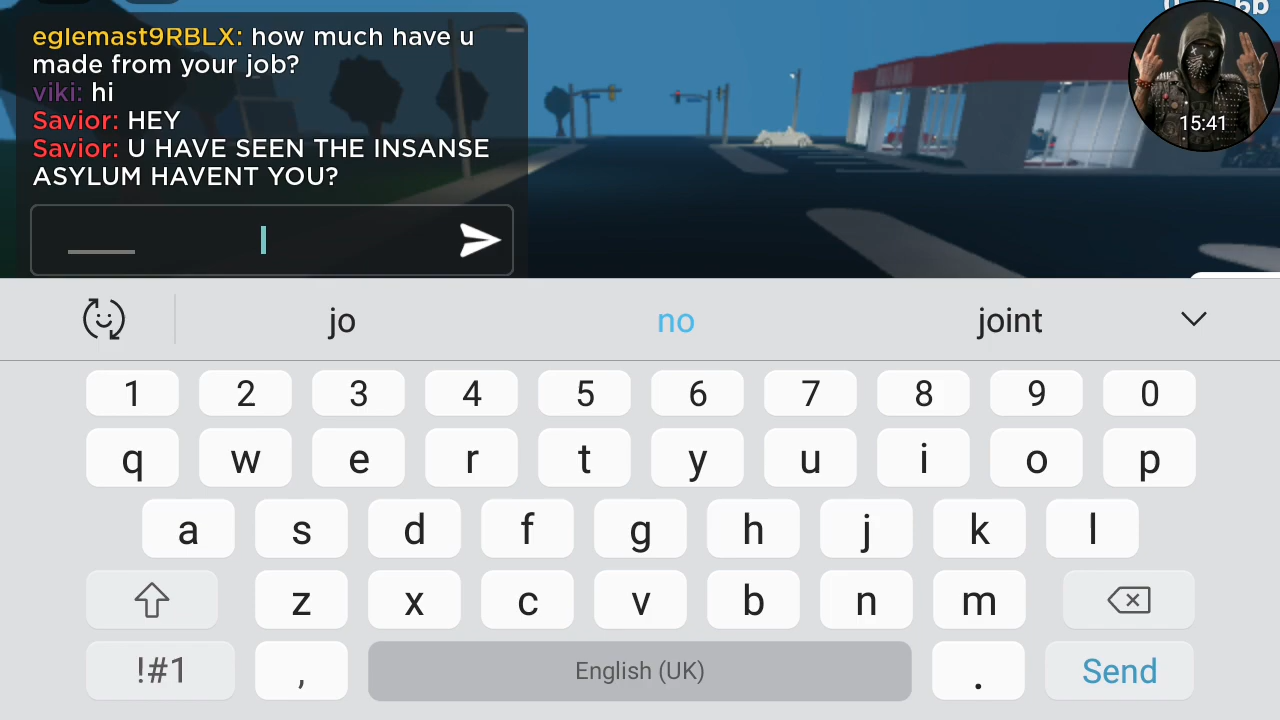 eglemast9RBLX: how much have u
made from your job?
viki: hi
Savior: HEY
Savior: U HAVE SEEN THE INSANSE
ASYLUM HAVENT YOU?
15:41
jo no joint
1 2 3 4 5 6 7 8 9 0
q w e r t y u i o p
a s d f g h j k l
z x c v b n m
!#1 , English (UK) . Send